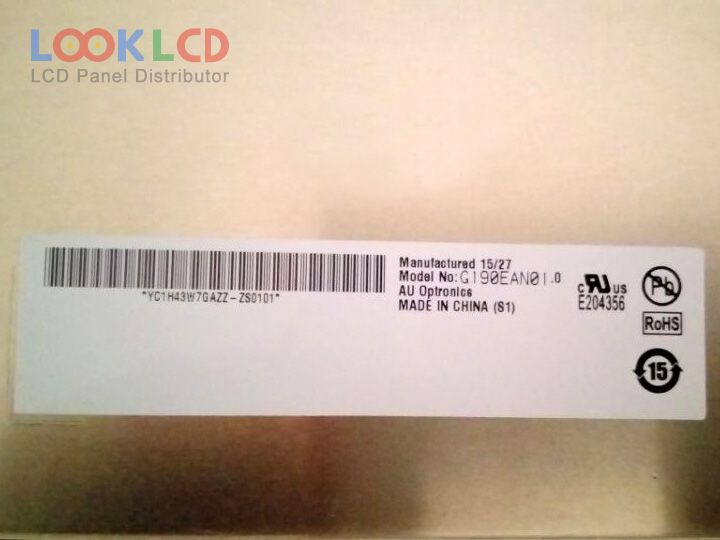 LOOK LCD
LCD Panel Distributor
*YC1H43W7GAZZ-ZS0101*
Manufactured 15/27
Model No:G190EAN01.0
AU Optronics
MADE IN CHINA (S1)
c RU US
E204356
Pb
RoHS
15